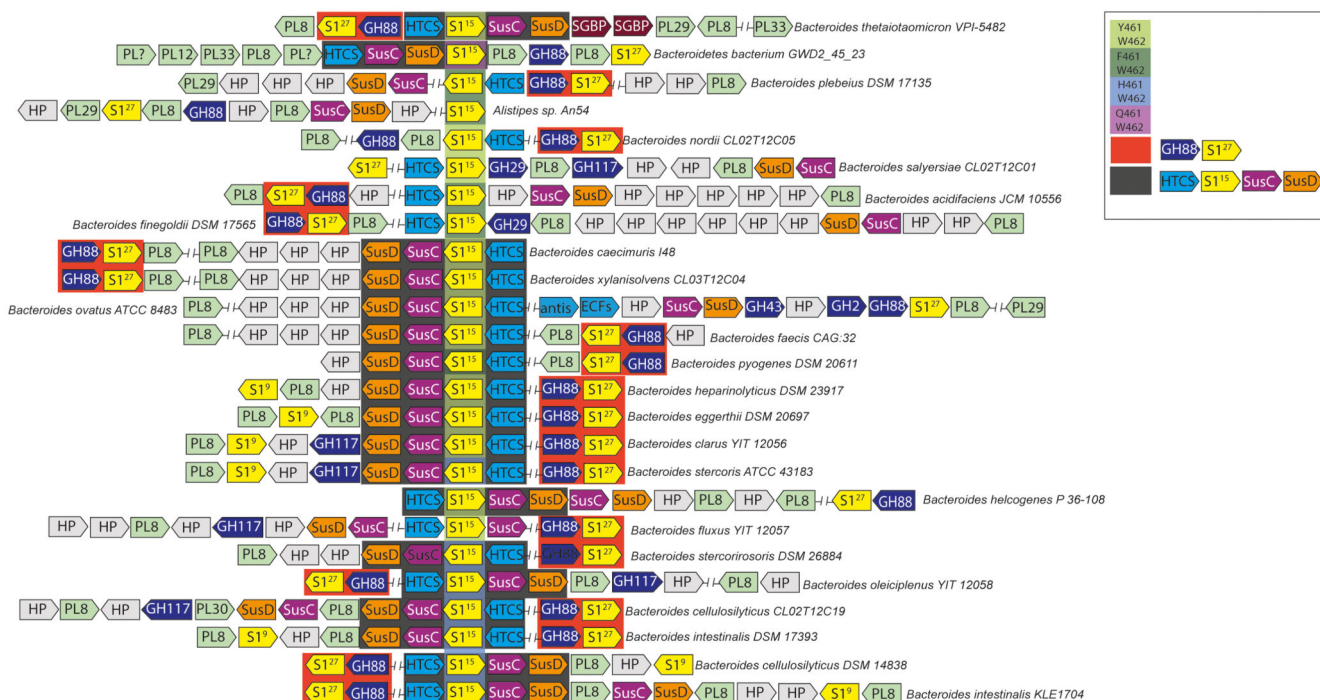 PL8 S1²⁷ GH88 HTCS S1¹⁵ SusC SusD SGBP SGBP PL29 PL8 PL33 Bacteroides thetaiotaomicron VPI-5482
PL? PL12 PL33 PL8 PL? HTCS SusC SusD S1¹⁵ PL8 GH88 PL8 S1²⁷ Bacteroidetes bacterium GWD2_45_23
PL29 HP HP HP SusD SusC S1¹⁵ HTCS GH88 S1²⁷ HP HP PL8 Bacteroides plebeius DSM 17135
HP PL29 S1²⁷ PL8 GH88 HP PL8 SusC SusD HP S1¹⁵ Alistipes sp. An54
PL8 GH88 PL8 S1¹⁵ HTCS GH88 S1²⁷ Bacteroides nordii CL02T12C05
S1²⁷ HTCS S1¹⁵ GH29 PL8 GH117 HP HP PL8 SusD SusC Bacteroides salyersiae CL02T12C01
PL8 S1²⁷ GH88 HP HTCS S1¹⁵ HP SusC SusD HP HP HP HP HP PL8 Bacteroides acidifaciens JCM 10556
Bacteroides finegoldii DSM 17565 GH88 S1²⁷ PL8 HTCS S1¹⁵ GH29 PL8 HP HP HP HP HP HP SusD SusC HP HP PL8
GH88 S1²⁷ PL8 PL8 HP HP HP SusD SusC S1¹⁵ HTCS Bacteroides caecimuris I48
GH88 S1²⁷ PL8 PL8 HP HP HP SusD SusC S1¹⁵ HTCS Bacteroides xylanisolvens CL03T12C04
Bacteroides ovatus ATCC 8483 PL8 HP HP HP SusD SusC S1¹⁵ HTCS antis ECFs HP SusC SusD GH43 HP GH2 GH88 S1²⁷ PL8 PL29
PL8 HP HP HP SusD SusC S1¹⁵ HTCS PL8 S1²⁷ GH88 HP Bacteroides faecis CAG:32
HP SusD SusC S1¹⁵ HTCS PL8 S1²⁷ GH88 Bacteroides pyogenes DSM 20611
S1⁹ PL8 HP SusD SusC S1¹⁵ HTCS GH88 S1²⁷ Bacteroides heparinolyticus DSM 23917
PL8 S1⁹ PL8 SusD SusC S1¹⁵ HTCS GH88 S1²⁷ Bacteroides eggerthii DSM 20697
PL8 S1⁹ HP GH117 SusD SusC S1¹⁵ HTCS GH88 S1²⁷ Bacteroides clarus YIT 12056
PL8 S1⁹ HP GH117 SusD SusC S1¹⁵ HTCS GH88 S1²⁷ Bacteroides stercoris ATCC 43183
HTCS S1¹⁵ SusC SusD SusC SusD HP PL8 HP PL8 S1²⁷ GH88 Bacteroides helcogenes P 36-108
HP HP PL8 HP GH117 HP SusD SusC HTCS S1¹⁵ SusC GH88 S1²⁷ Bacteroides fluxus YIT 12057
PL8 HP HP SusD SusC S1¹⁵ HTCS GH88 S1²⁷ Bacteroides stercorirosoris DSM 26884
S1²⁷ GH88 HTCS S1¹⁵ SusC SusD PL8 GH117 HP PL8 HP Bacteroides oleiciplenus YIT 12058
HP PL8 HP GH117 PL30 SusD SusC PL8 SusD SusC S1¹⁵ HTCS GH88 S1²⁷ Bacteroides cellulosilyticus CL02T12C19
PL8 S1⁹ HP PL8 SusD SusC S1¹⁵ HTCS GH88 S1²⁷ Bacteroides intestinalis DSM 17393
S1²⁷ GH88 HTCS S1¹⁵ SusC SusD PL8 HP S1⁹ Bacteroides cellulosilyticus DSM 14838
S1²⁷ GH88 HTCS S1¹⁵ SusC SusD PL8 SusC SusD PL8 HP HP S1⁹ PL8 Bacteroides intestinalis KLE1704
Y461
W462
F461
W462
H461
W462
Q461
W462
GH88 S1²⁷
HTCS S1¹⁵ SusC SusD